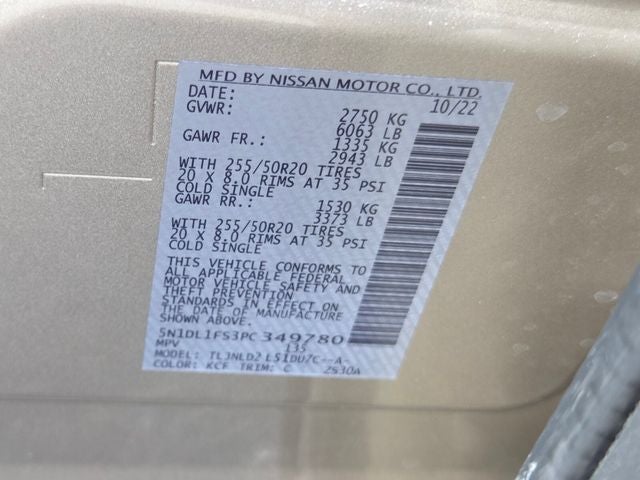 MFD BY NISSAN MOTOR CO., LTD.
DATE: 10/22
GVWR: 2750 KG
6063 LB
GAWR FR.: 1335 KG
2943 LB
WITH 255/50R20 TIRES
20 X 8.0 RIMS AT 35 PSI
COLD SINGLE
GAWR RR.: 1530 KG
3373 LB
WITH 255/50R20 TIRES
20 X 8.0 RIMS AT 35 PSI
COLD SINGLE
THIS VEHICLE CONFORMS TO
ALL APPLICABLE FEDERAL
MOTOR VEHICLE SAFETY AND
THEFT PREVENTION
STANDARDS IN EFFECT ON
THE DATE OF MANUFACTURE
SHOWN ABOVE.
5N1DL1FS3PC349780
MPV L35
MODEL: TL3NLD2 LS1DU7C--A-
COLOR: KCF TRIM: C 2S30A